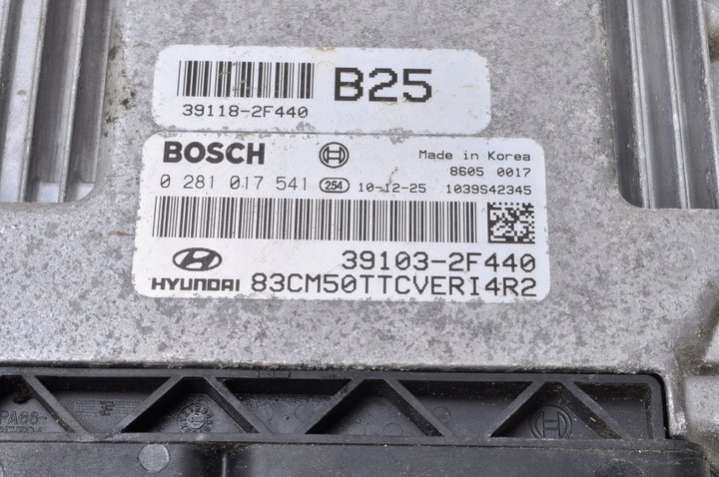 B25
39118-2F440
BOSCH
Made in Korea
8605 0017
0 281 017 541 254 10-12-25 1039S42345
39103-2F440
HYUNDAI 83CM50TTCVERI4R2
PA66-